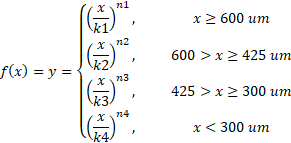 f(x) = y = { (x/k1)^n1, x ≥ 600 um
(x/k2)^n2, 600 > x ≥ 425 um
(x/k3)^n3, 425 > x ≥ 300 um
(x/k4)^n4, x < 300 um